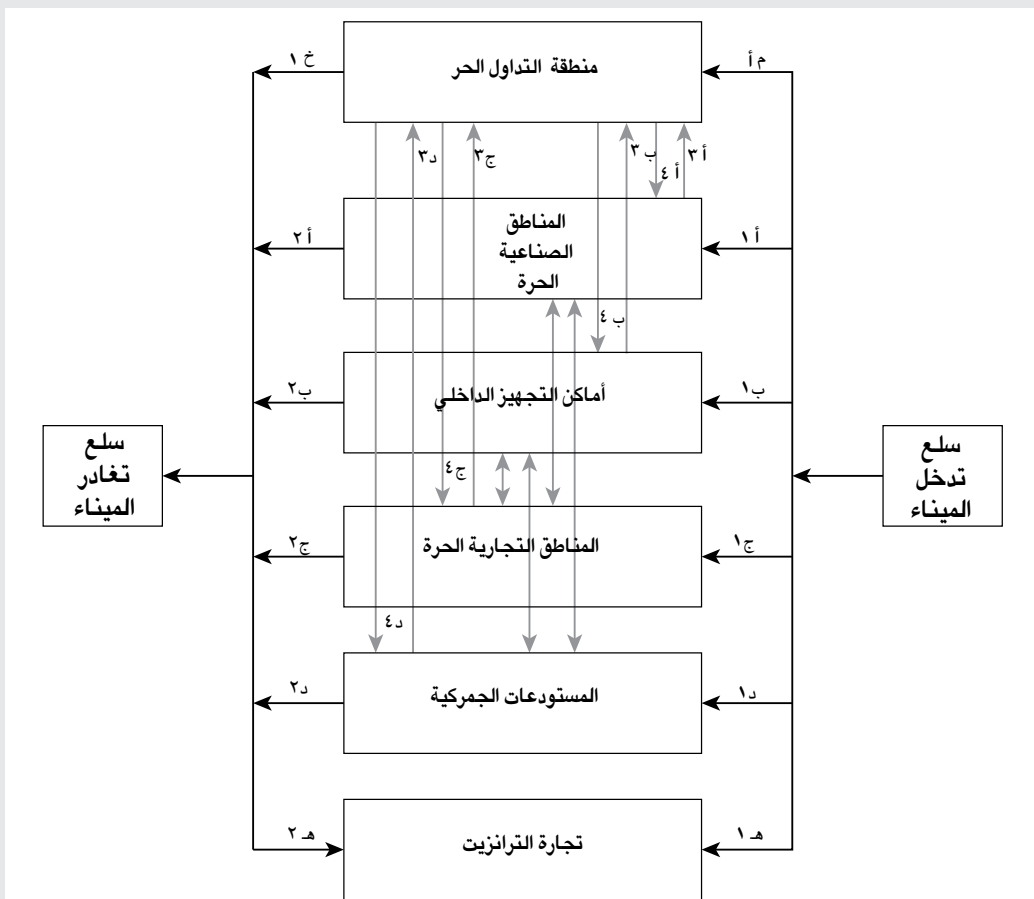 منطقة التداول الحر
م أ
خ ١
أ ٣
أ ٤
ب ٣
ج ٣
د ٣
المناطق
الصناعية
الحرة
أ ١
أ ٢
ب ٤
أماكن التجهيز الداخلي
ب ١
ب ٢
سلع
تدخل
الميناء
سلع
تغادر
الميناء
ج ٤
المناطق التجارية الحرة
ج ١
ج ٢
د ٤
المستودعات الجمركية
د ١
د ٢
تجارة الترانزيت
هـ ١
هـ ٢